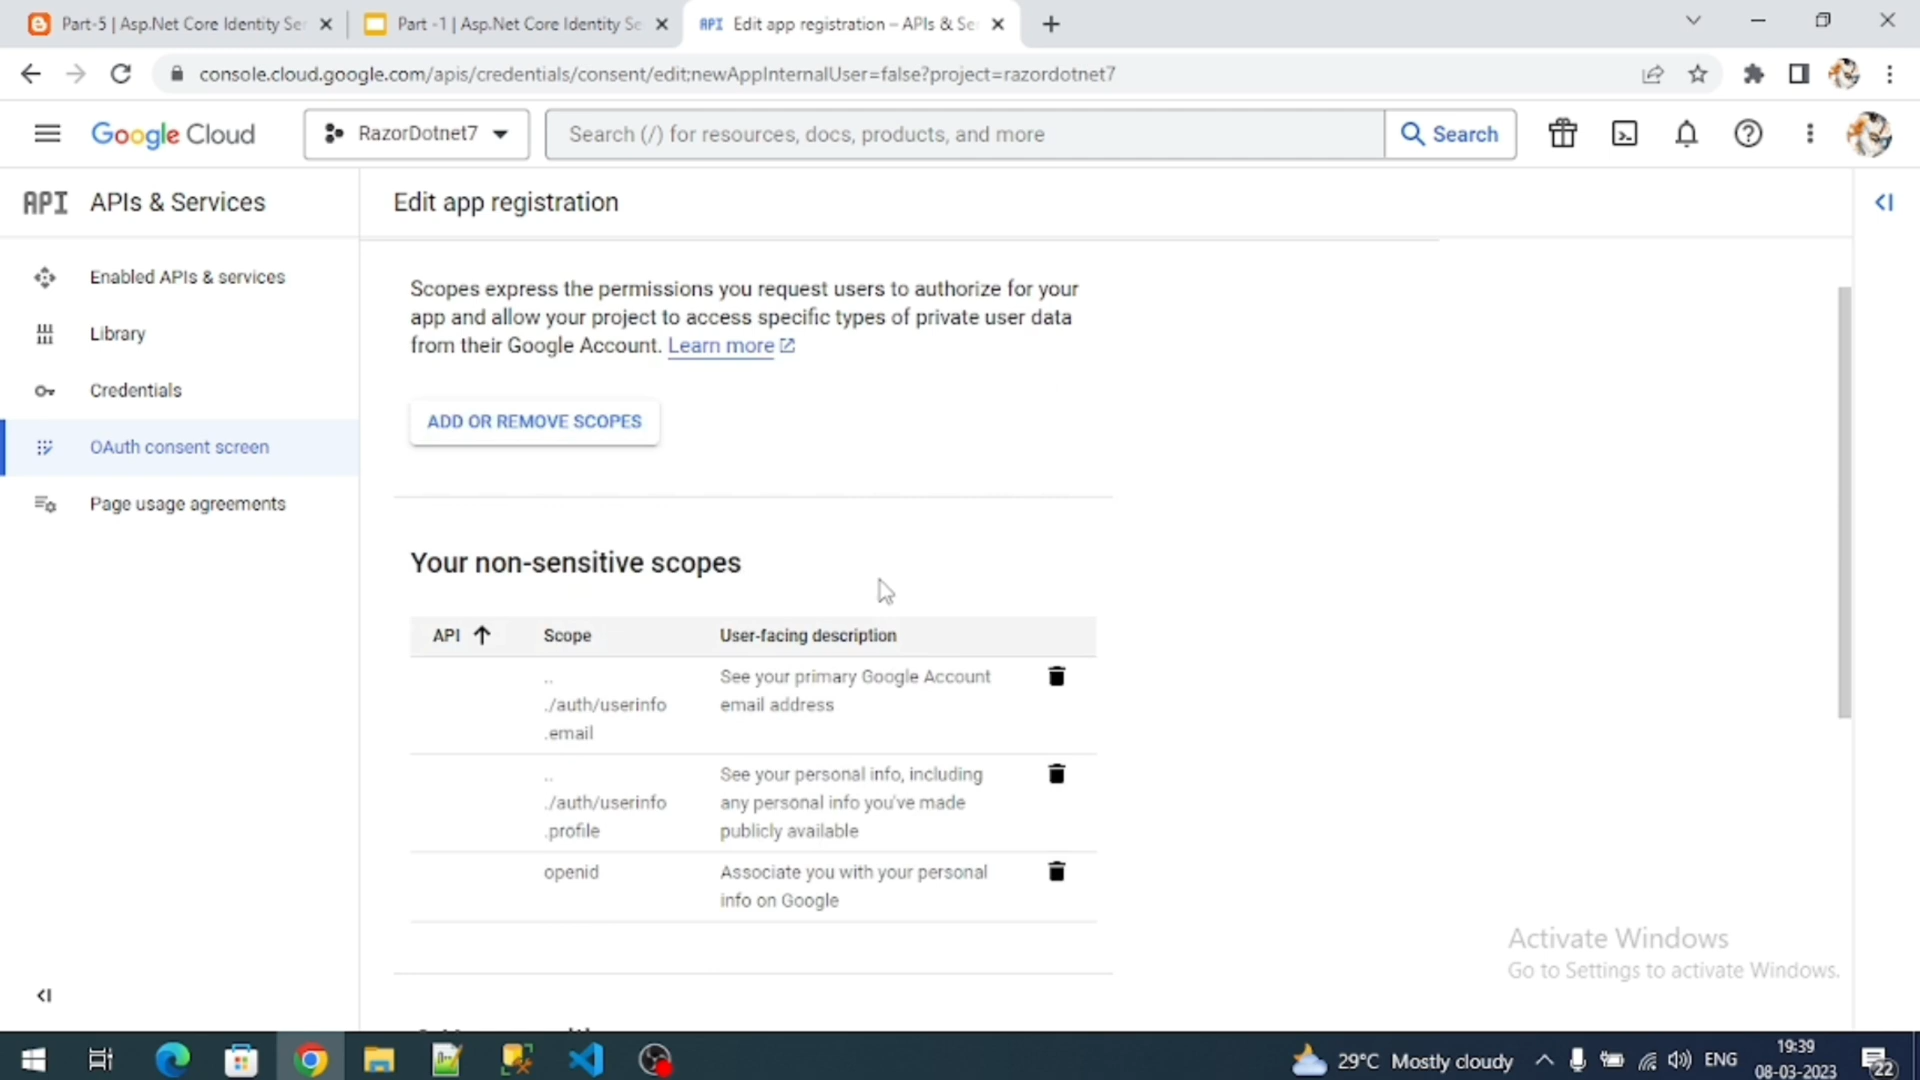 Part-5 | Asp.Net Core Identity Ser
Part -1 | Asp.Net Core Identity Se
API Edit app registration – APIs & Se
console.cloud.google.com/apis/credentials/consent/edit;newAppInternalUser=false?project=razordotnet7
Google Cloud
RazorDotnet7
Search (/) for resources, docs, products, and more
Search
API APIs & Services
Edit app registration
Enabled APIs & services
Library
Credentials
OAuth consent screen
Page usage agreements
Scopes express the permissions you request users to authorize for your
app and allow your project to access specific types of private user data
from their Google Account. Learn more
ADD OR REMOVE SCOPES
Your non-sensitive scopes
API Scope User-facing description
..
./auth/userinfo
.email
See your primary Google Account
email address
..
./auth/userinfo
.profile
See your personal info, including
any personal info you've made
publicly available
openid
Associate you with your personal
info on Google
Activate Windows
Go to Settings to activate Windows.
29°C Mostly cloudy
ENG
19:39
08-03-2023
22